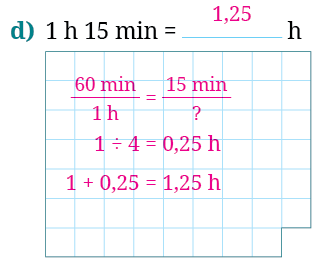 d) 1 h 15 min = 1,25 h
60 min / 1 h = 15 min / ?
1 ÷ 4 = 0,25 h
1 + 0,25 = 1,25 h